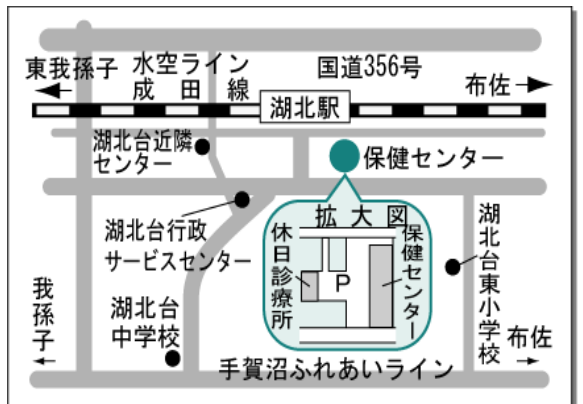 東我孫子
水空ライン
成田線
国道356号
布佐
湖北駅
湖北台近隣
センター
保健センター
湖北台行政
サービスセンター
拡大図
休日診療所
P
保健センター
湖北台東小学校
我孫子
湖北台
中学校
布佐
手賀沼ふれあいライン